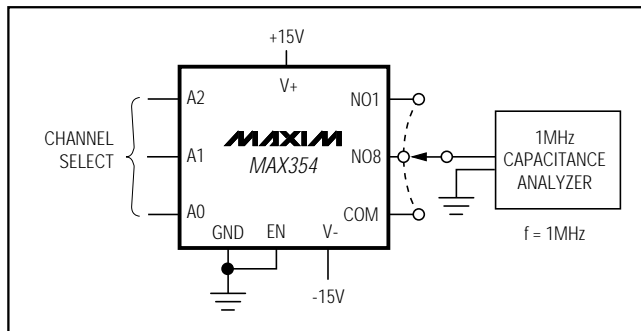 +15V
V+
CHANNEL
SELECT
A2
A1
A0
MAXIM
MAX354
NO1
NO8
COM
GND
EN
V-
-15V
1MHz
CAPACITANCE
ANALYZER
f = 1MHz